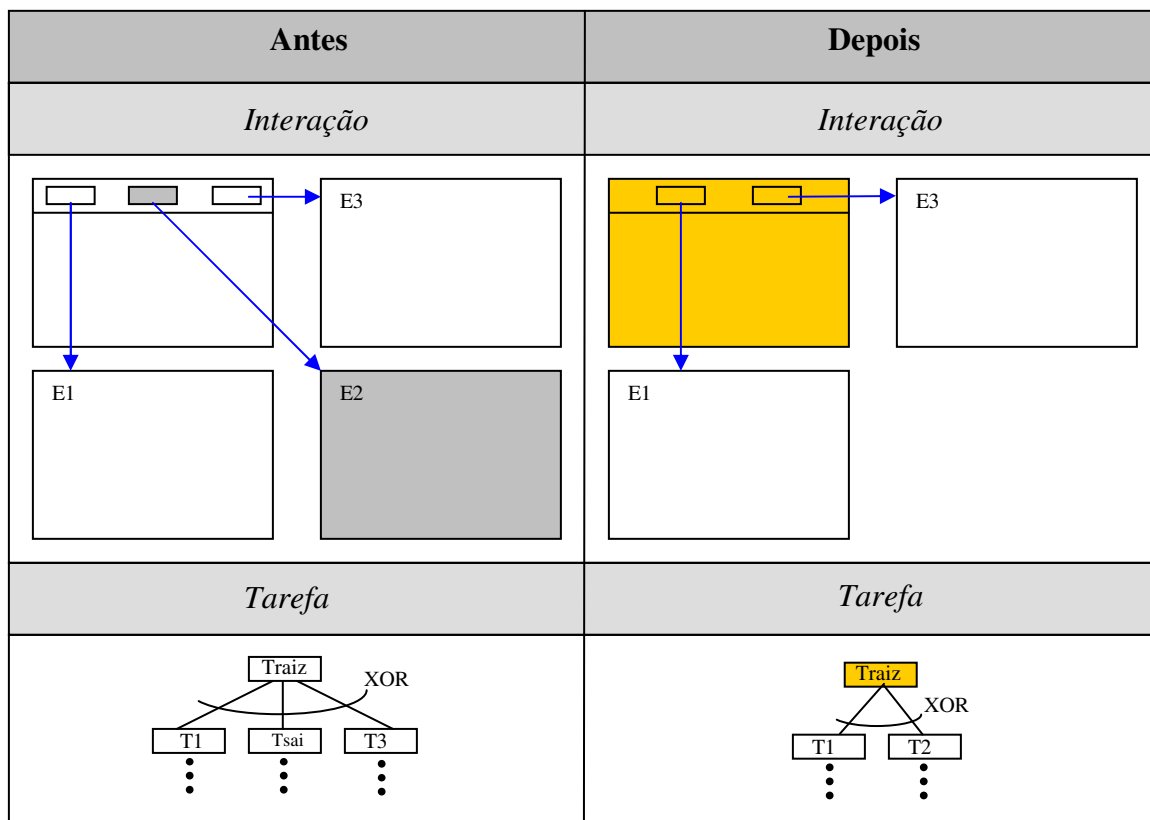 Antes
Depois
Interação
Interação
E3
E3
E1
E2
E1
Tarefa
Tarefa
Traiz
XOR
T1
Tsai
T3
Traiz
XOR
T1
T2